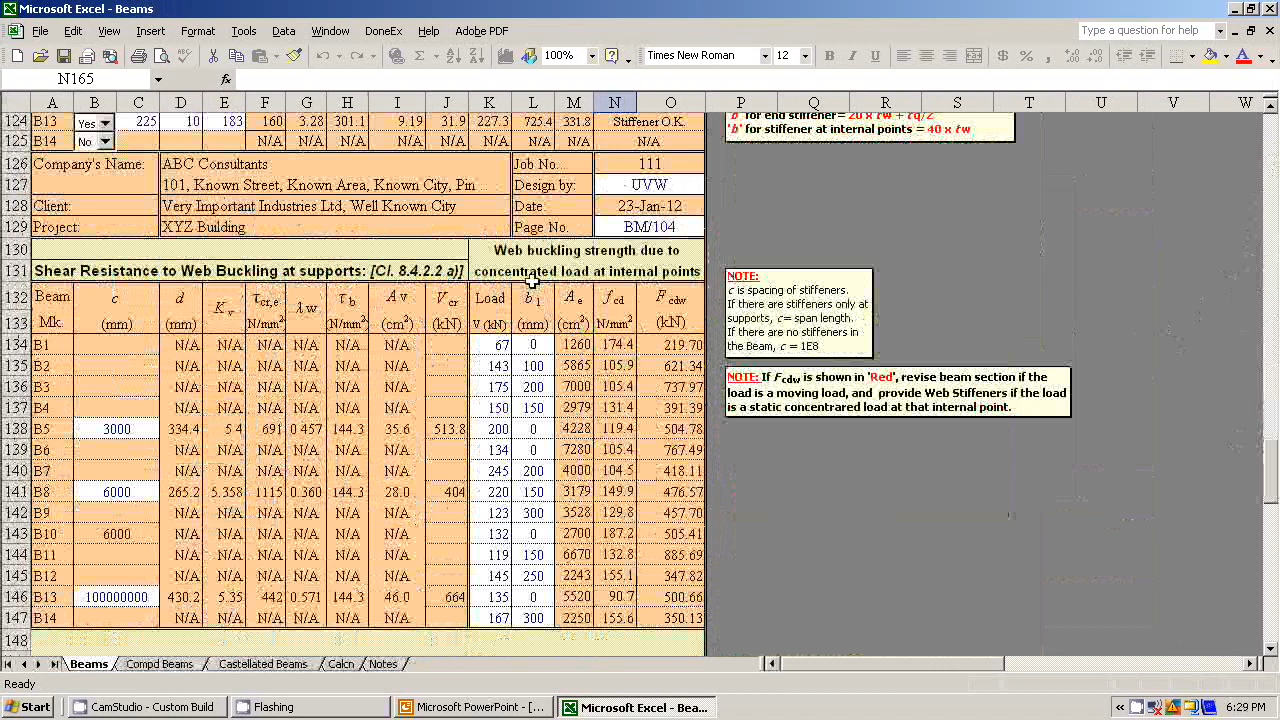 Microsoft Excel - Beams
File Edit View Insert Format Tools Data Window DoneEx Help Adobe PDF
Type a question for help
100% Times New Roman 12
N165 fx
A B C D E F G H I J K L M N O P Q R S T U V W
124 B13 Yes 225 10 183 160 3.28 301.1 9.19 31.9 227.3 725.4 331.8 Stiffener O.K.
125 B14 No N/A N/A N/A N/A N/A N/A N/A N/A N/A
'b' for end stiffener= 20 x tw + tq/2
'b' for stiffener at internal points = 40 x tw
126 Company's Name: ABC Consultants Job No... 111
127 101, Known Street, Known Area, Known City, Pin ... Design by: UVW
128 Client: Very Important Industries Ltd, Well Known City Date: 23-Jan-12
129 Project: XYZ Building Page No. BM/104
130 Web buckling strength due to
131 Shear Resistance to Web Buckling at supports: [Cl. 8.4.2.2 a)] concentrated load at internal points
132 Beam c d Kv τcr,e λw τb Av Vcr Load b1 Ae fcd Fcdw
133 Mk. (mm) (mm) N/mm² (N/mm²) (cm²) (kN) V (kN) (mm) (cm²) N/mm² (kN)
134 B1 N/A N/A N/A N/A N/A N/A 67 0 1260 174.4 219.70
135 B2 N/A N/A N/A N/A N/A N/A 143 100 5865 105.9 621.34
136 B3 N/A N/A N/A N/A N/A N/A 175 200 7000 105.4 737.97
137 B4 N/A N/A N/A N/A N/A N/A 150 150 2979 131.4 391.39
138 B5 3000 334.4 5.4 691 0.457 144.3 35.6 513.8 200 0 4228 119.4 504.78
139 B6 N/A N/A N/A N/A N/A N/A 134 0 7280 105.4 767.49
140 B7 N/A N/A N/A N/A N/A N/A 245 200 4000 104.5 418.11
141 B8 6000 265.2 5.358 1115 0.360 144.3 28.0 404 220 150 3179 149.9 476.57
142 B9 N/A N/A N/A N/A N/A N/A 123 300 3528 129.8 457.70
143 B10 6000 N/A N/A N/A N/A N/A N/A 132 0 2700 187.2 505.41
144 B11 N/A N/A N/A N/A N/A N/A 119 150 6670 132.8 885.69
145 B12 N/A N/A N/A N/A N/A N/A 145 250 2243 155.1 347.82
146 B13 100000000 430.2 5.35 442 0.571 144.3 46.0 664 135 0 5520 90.7 500.66
147 B14 N/A N/A N/A N/A N/A N/A 167 300 2250 155.6 350.13
148
NOTE:
c is spacing of stiffeners.
If there are stiffeners only at
supports, c= span length.
If there are no stiffeners in
the Beam, c = 1E8
NOTE: If Fcdw is shown in 'Red', revise beam section if the
load is a moving load, and provide Web Stiffeners if the load
is a static concentrared load at that internal point.
Beams Compd Beams Castellated Beams Calcn Notes
Ready
Start CamStudio - Custom Build Flashing Microsoft PowerPoint - [... Microsoft Excel - Bea... 6:29 PM